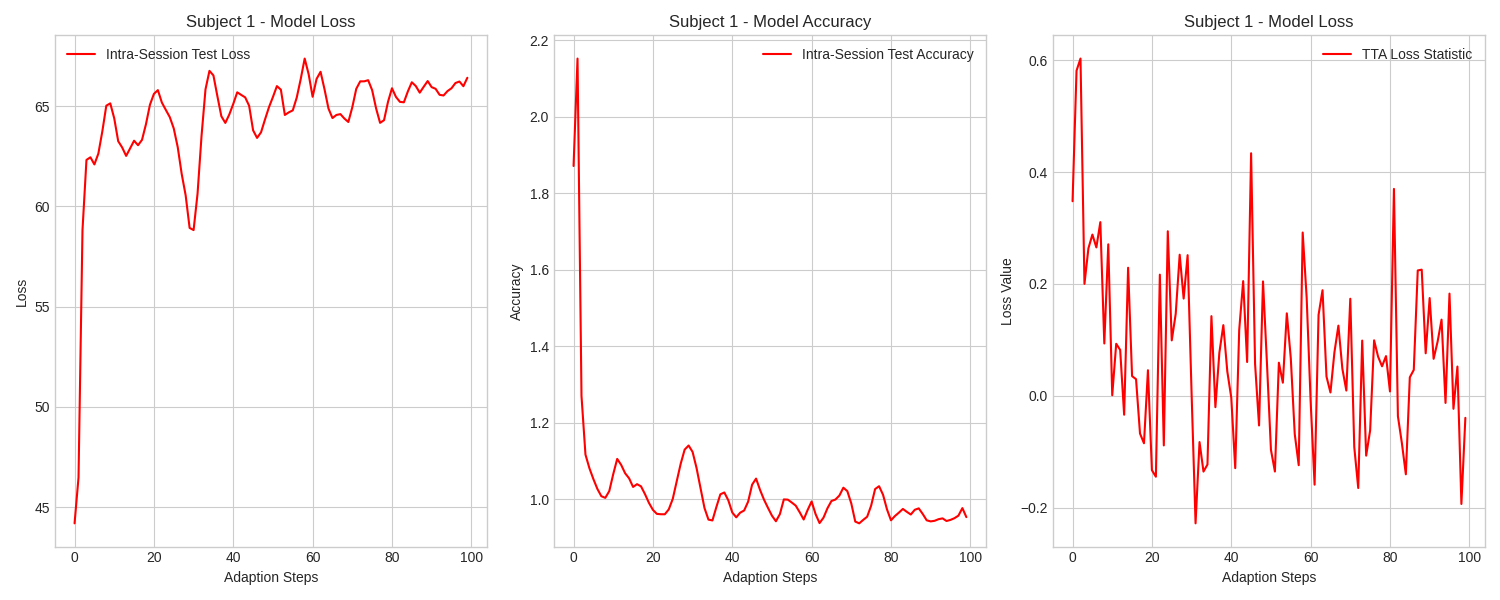 Subject 1 - Model Loss
Intra-Session Test Loss
Loss
65
60
55
50
45
0 20 40 60 80 100
Adaption Steps
Subject 1 - Model Accuracy
Intra-Session Test Accuracy
Accuracy
2.2
2.0
1.8
1.6
1.4
1.2
1.0
0 20 40 60 80 100
Adaption Steps
Subject 1 - Model Loss
TTA Loss Statistic
Loss Value
0.6
0.4
0.2
0.0
−0.2
0 20 40 60 80 100
Adaption Steps